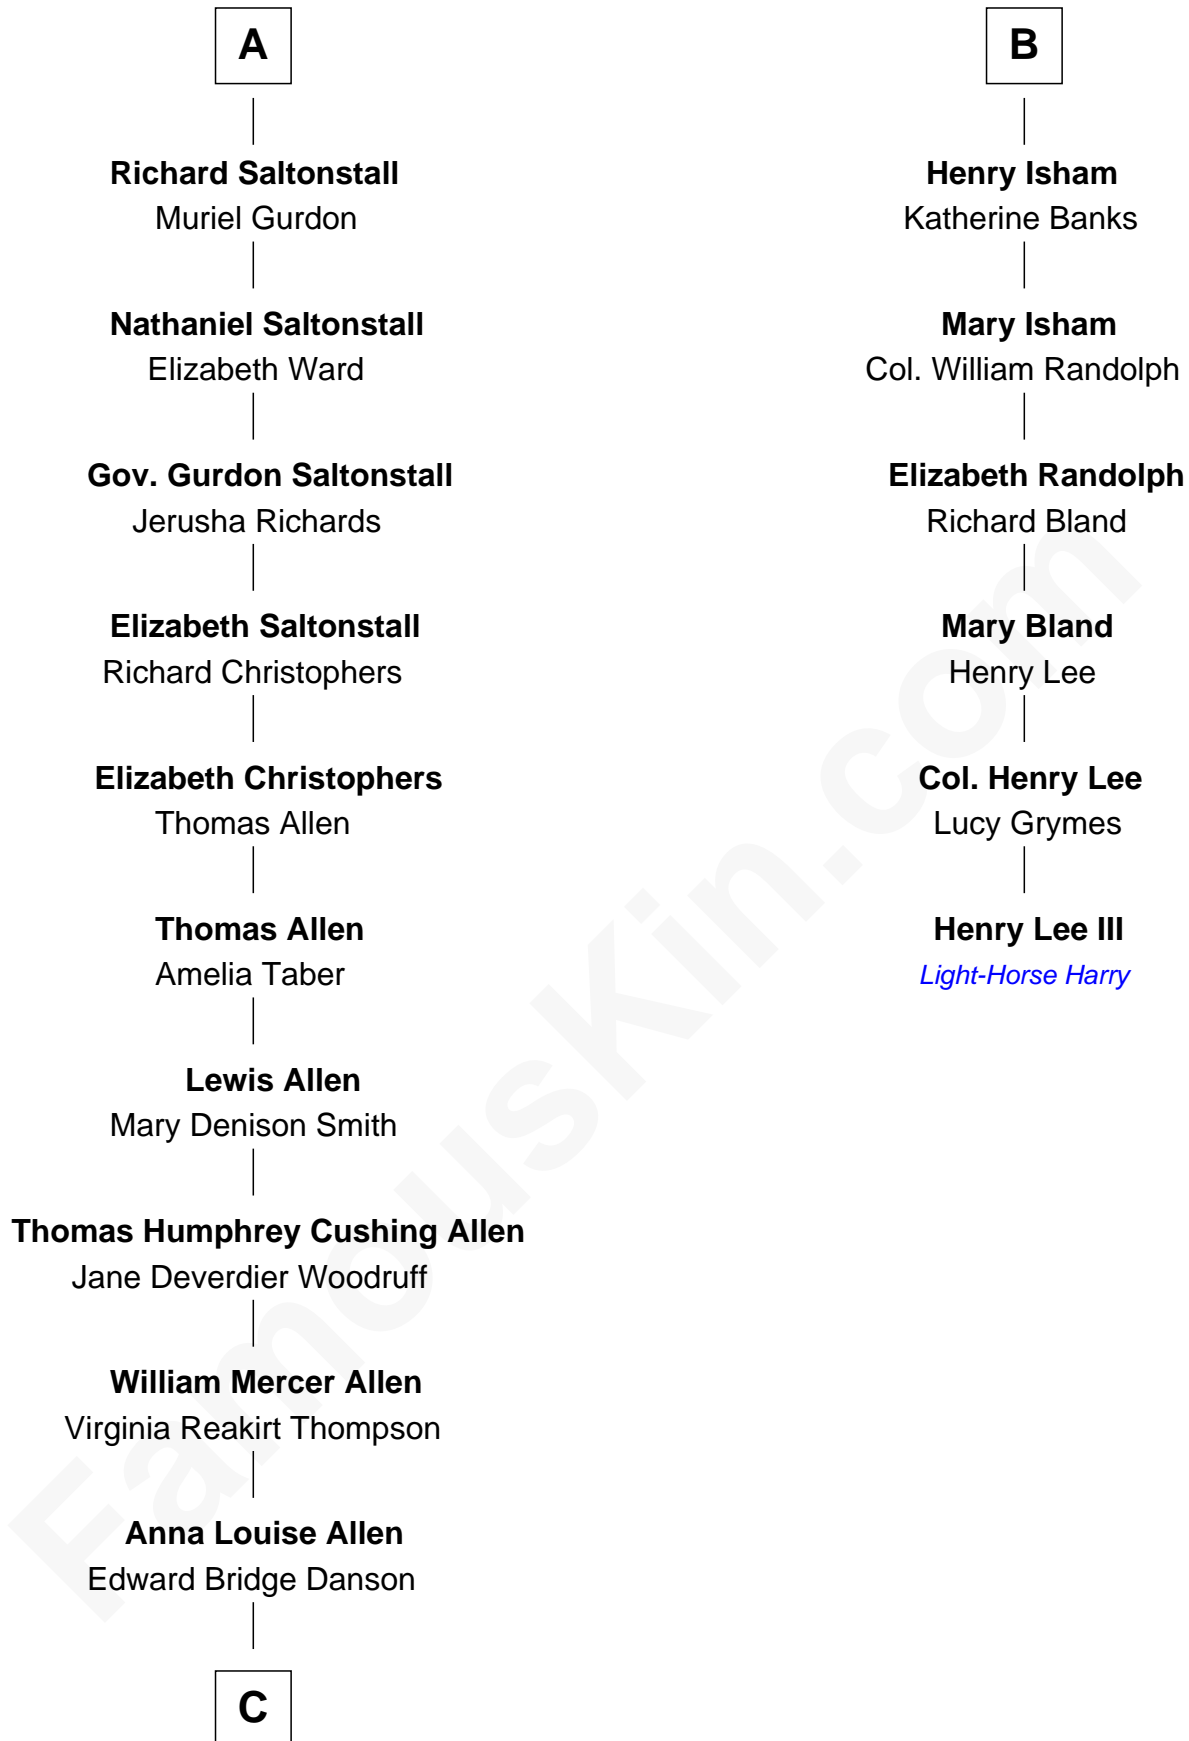 A
Richard Saltonstall
Muriel Gurdon
Nathaniel Saltonstall
Elizabeth Ward
Gov. Gurdon Saltonstall
Jerusha Richards
Elizabeth Saltonstall
Richard Christophers
Elizabeth Christophers
Thomas Allen
Thomas Allen
Amelia Taber
Lewis Allen
Mary Denison Smith
Thomas Humphrey Cushing Allen
Jane Deverdier Woodruff
William Mercer Allen
Virginia Reakirt Thompson
Anna Louise Allen
Edward Bridge Danson
C
B
Henry Isham
Katherine Banks
Mary Isham
Col. William Randolph
Elizabeth Randolph
Richard Bland
Mary Bland
Henry Lee
Col. Henry Lee
Lucy Grymes
Henry Lee III
Light-Horse Harry
FamousKin.com